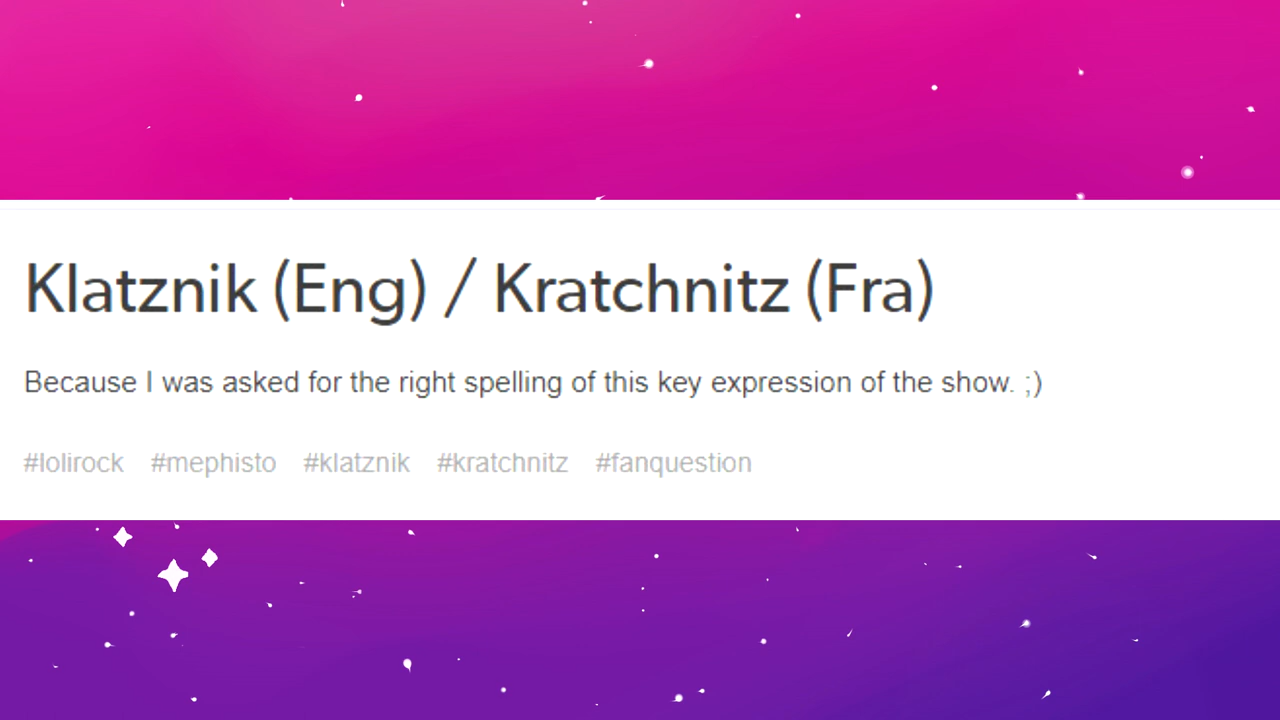 Klatznik (Eng) / Kratchnitz (Fra)
Because I was asked for the right spelling of this key expression of the show. ;)
#lolirock #mephisto #klatznik #kratchnitz #fanquestion